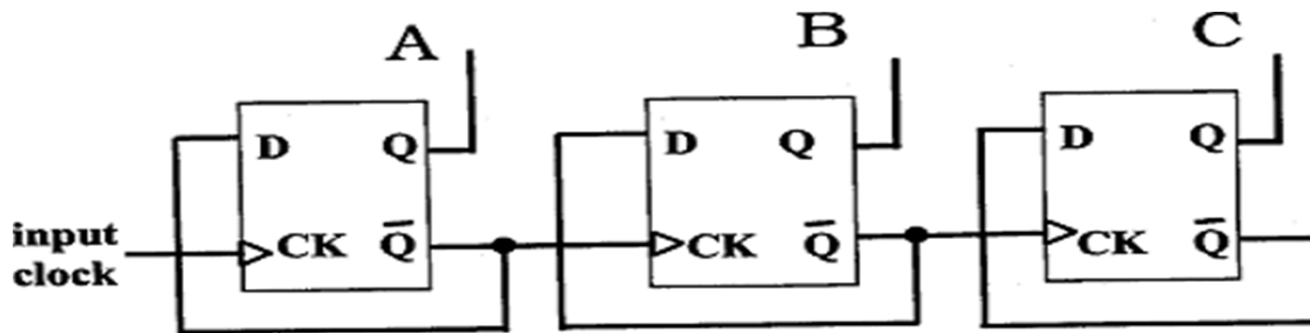 A B C
D Q D Q D Q
input clock
CK Q̅ CK Q̅ CK Q̅